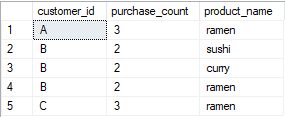 customer_id purchase_count product_name
1 A 3 ramen
2 B 2 sushi
3 B 2 curry
4 B 2 ramen
5 C 3 ramen